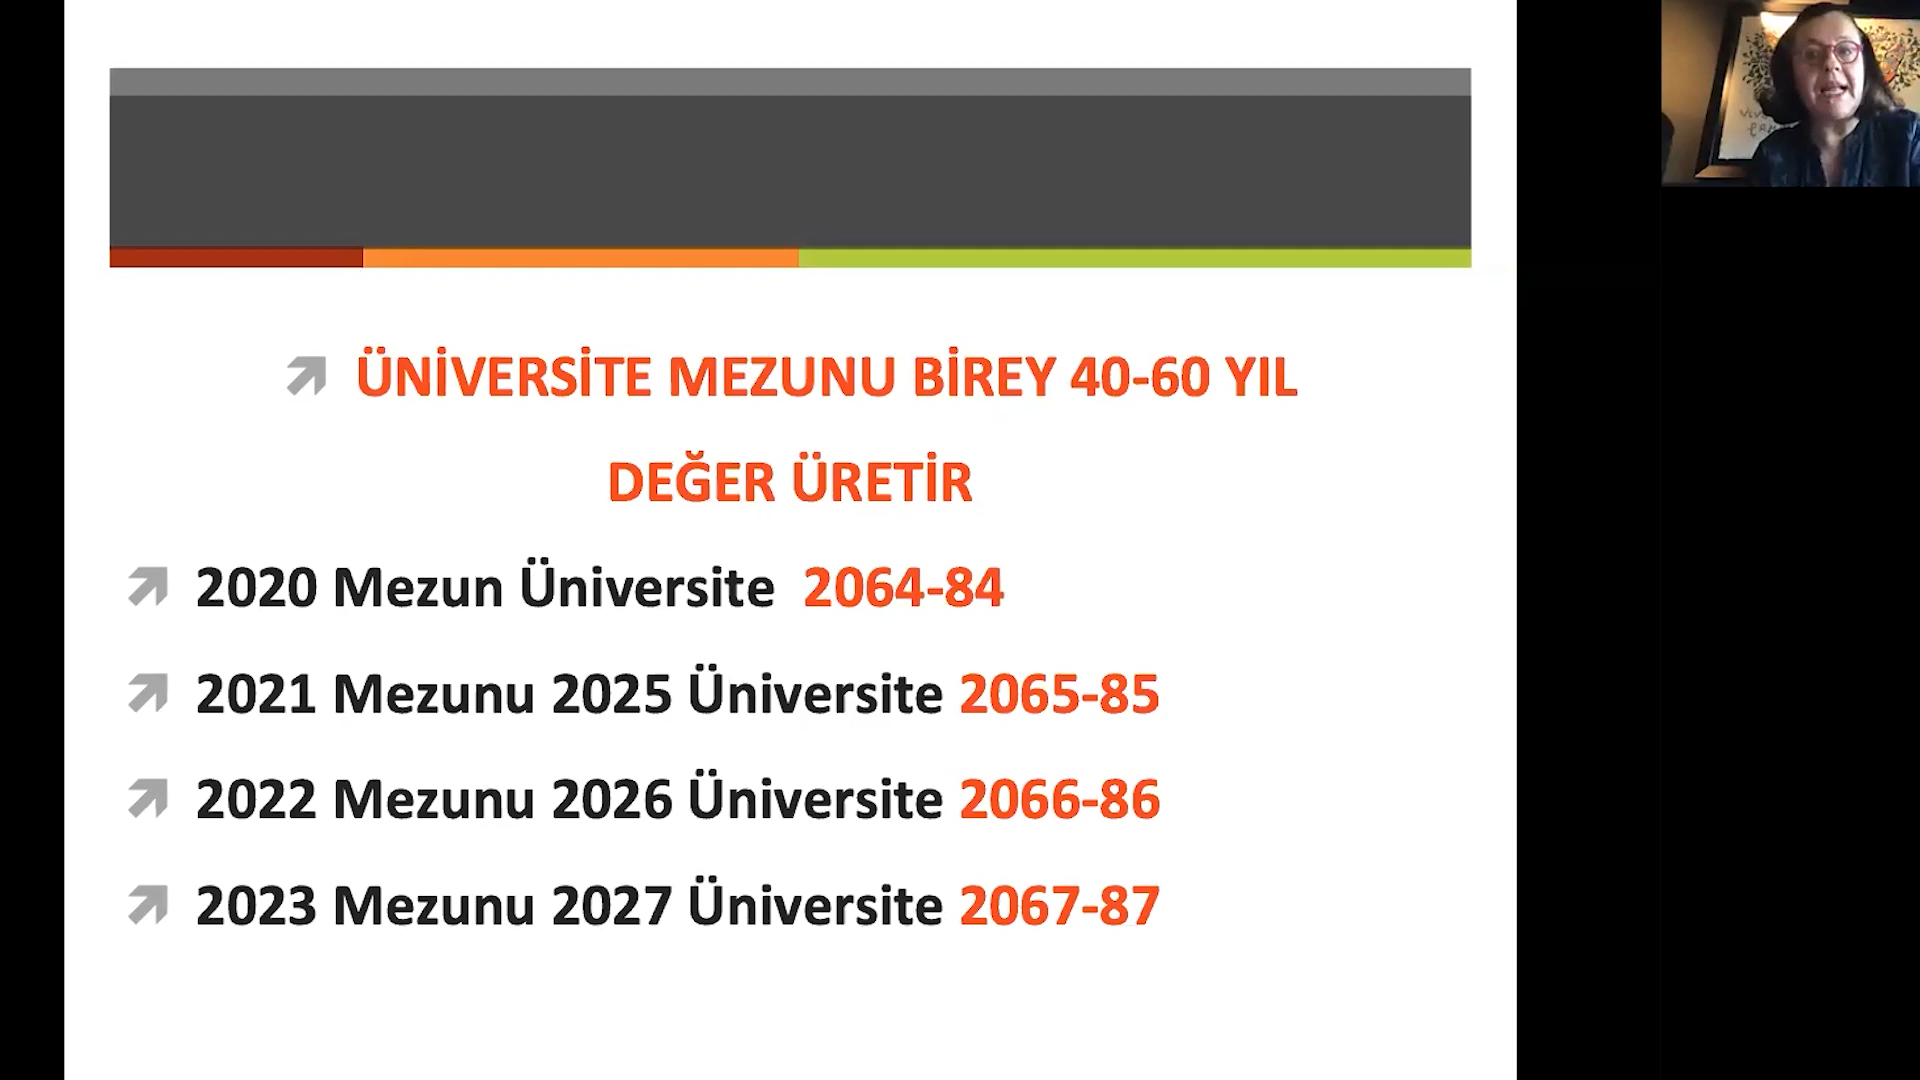 ÜNİVERSİTE MEZUNU BİREY 40-60 YIL
DEĞER ÜRETİR
2020 Mezun Üniversite 2064-84
2021 Mezunu 2025 Üniversite 2065-85
2022 Mezunu 2026 Üniversite 2066-86
2023 Mezunu 2027 Üniversite 2067-87